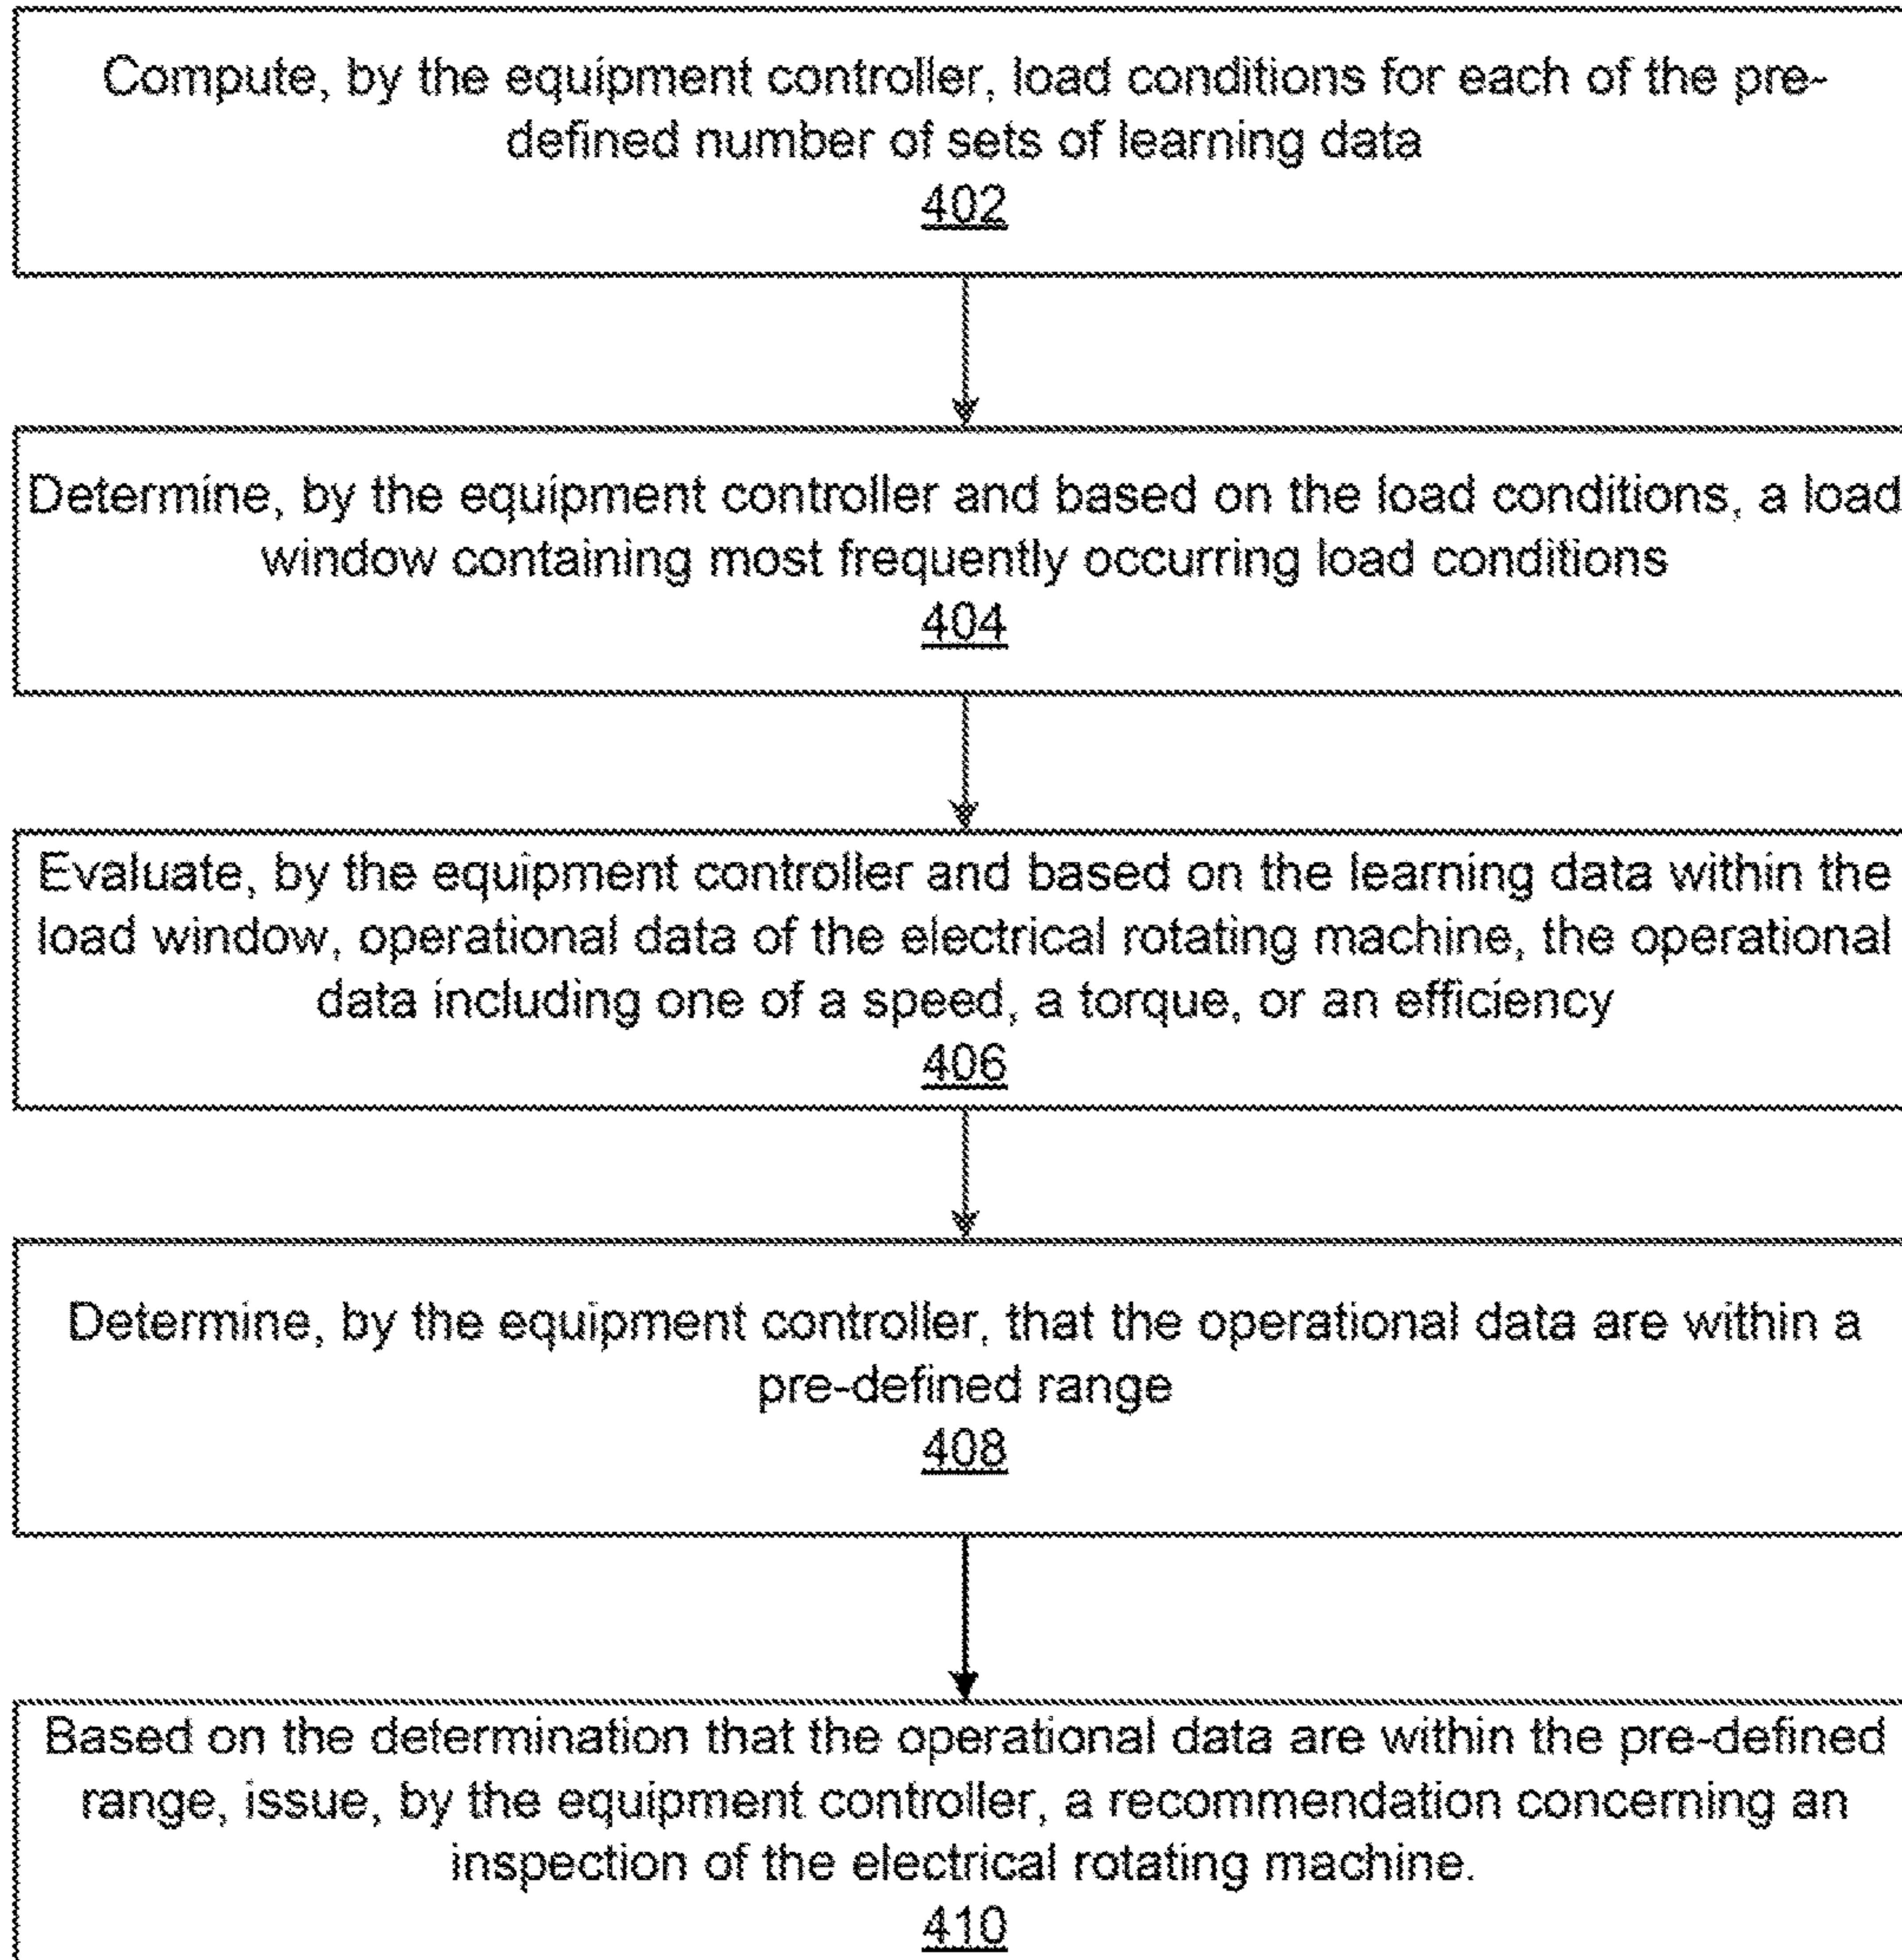 Compute, by the equipment controller, load conditions for each of the pre-
defined number of sets of learning data
402
Determine, by the equipment controller and based on the load conditions, a load
window containing most frequently occurring load conditions
404
Evaluate, by the equipment controller and based on the learning data within the
load window, operational data of the electrical rotating machine, the operational
data including one of a speed, a torque, or an efficiency
406
Determine, by the equipment controller, that the operational data are within a
pre-defined range
408
Based on the determination that the operational data are within the pre-defined
range, issue, by the equipment controller, a recommendation concerning an
inspection of the electrical rotating machine.
410